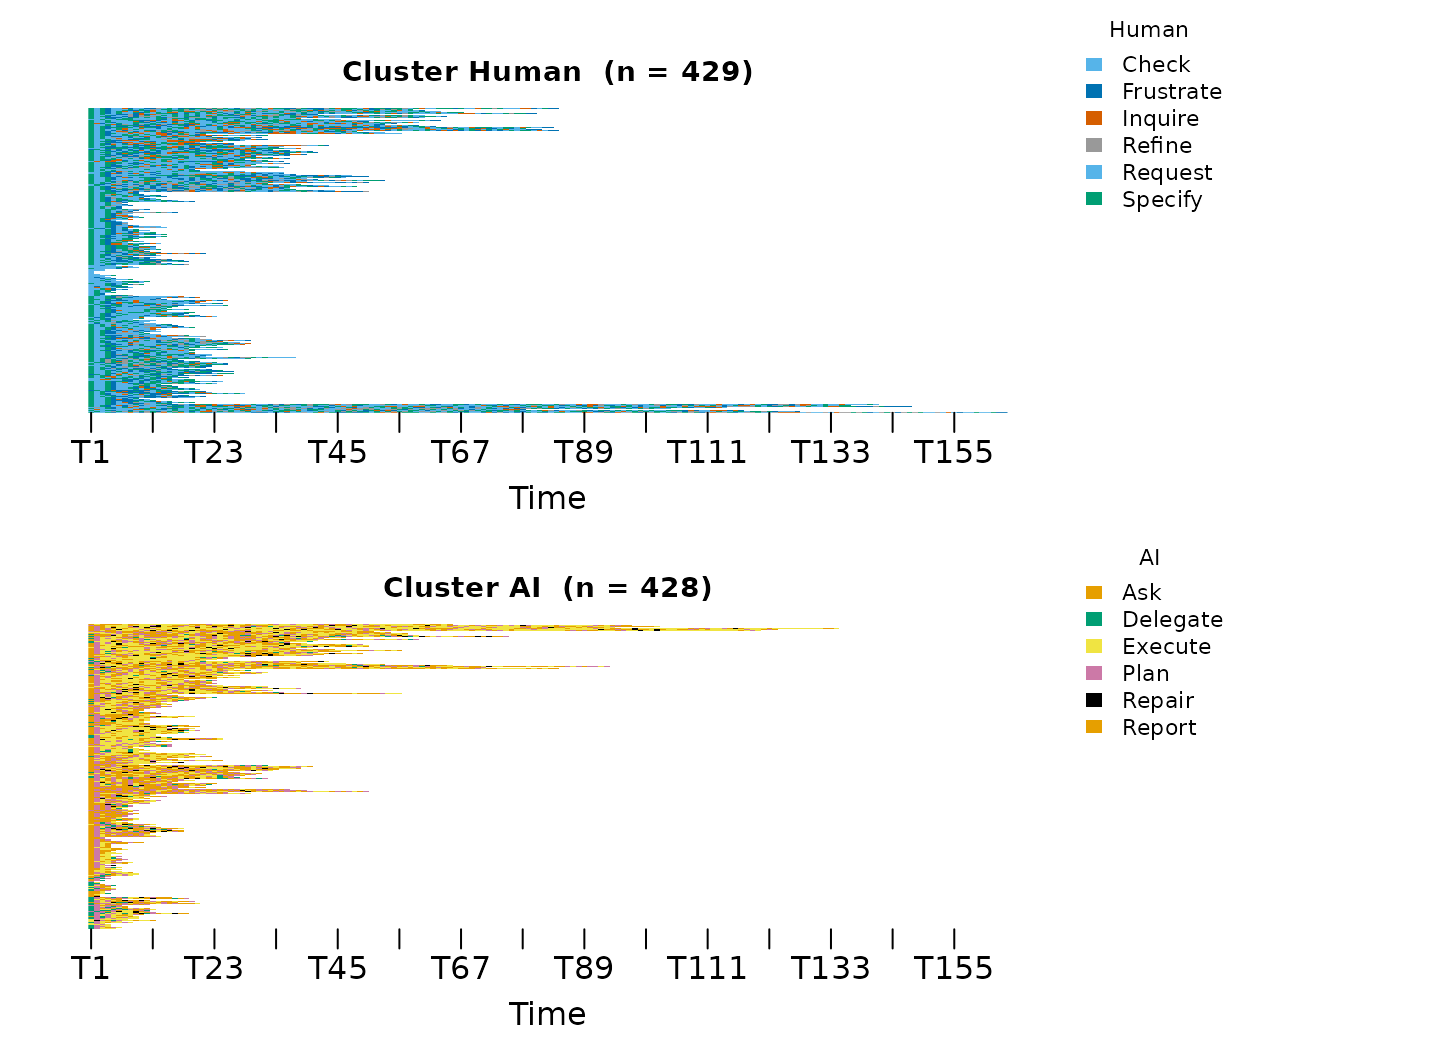 Human
Cluster Human  (n = 429)
Check
Frustrate
Inquire
Refine
Request
Specify
T1 T23 T45 T67 T89 T111 T133 T155
Time
AI
Cluster AI  (n = 428)
Ask
Delegate
Execute
Plan
Repair
Report
T1 T23 T45 T67 T89 T111 T133 T155
Time